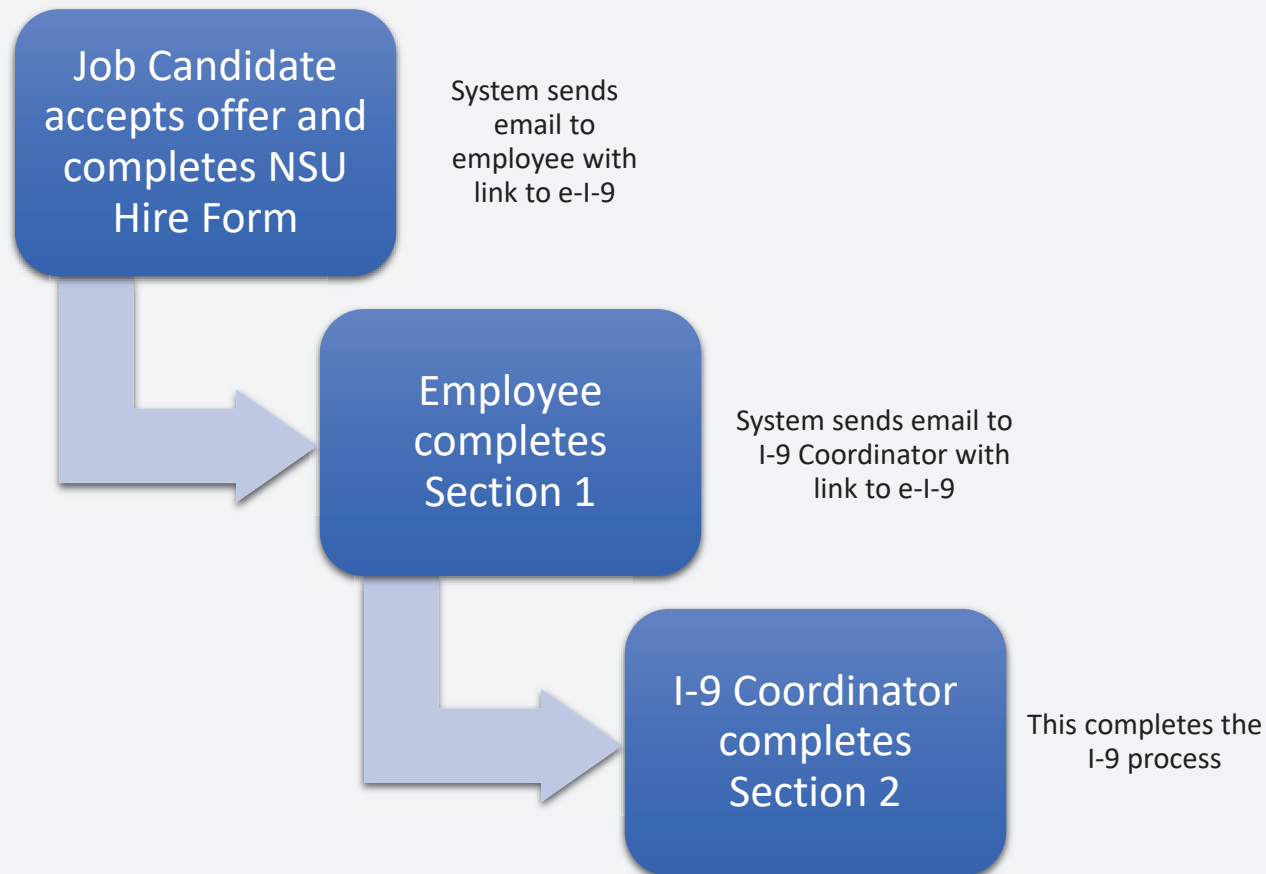 Job Candidate
accepts offer and
completes NSU
Hire Form
System sends
email to
employee with
link to e-I-9
Employee
completes
Section 1
System sends email to
I-9 Coordinator with
link to e-I-9
I-9 Coordinator
completes
Section 2
This completes the
I-9 process